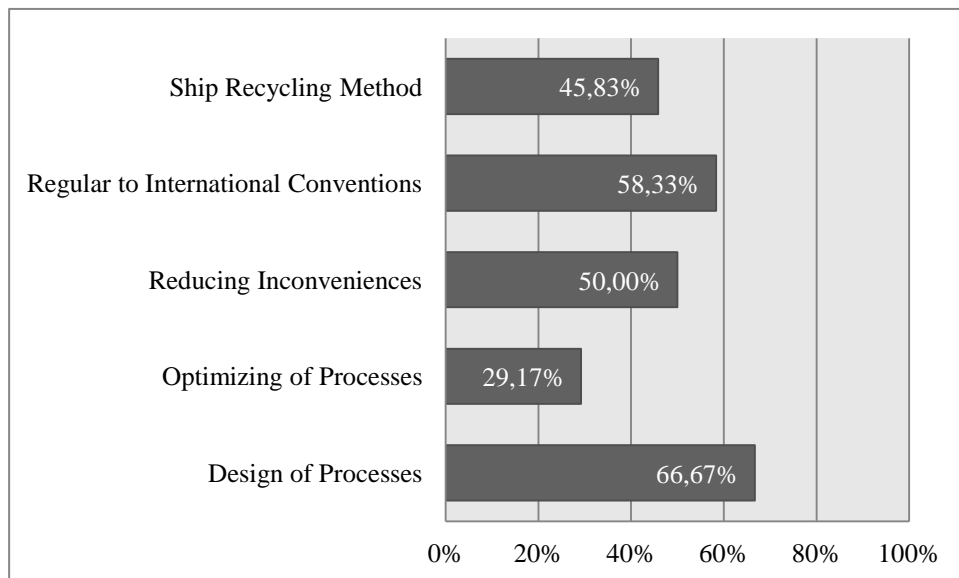 Ship Recycling Method
45,83%
Regular to International Conventions
58,33%
Reducing Inconveniences
50,00%
Optimizing of Processes
29,17%
Design of Processes
66,67%
0% 20% 40% 60% 80% 100%